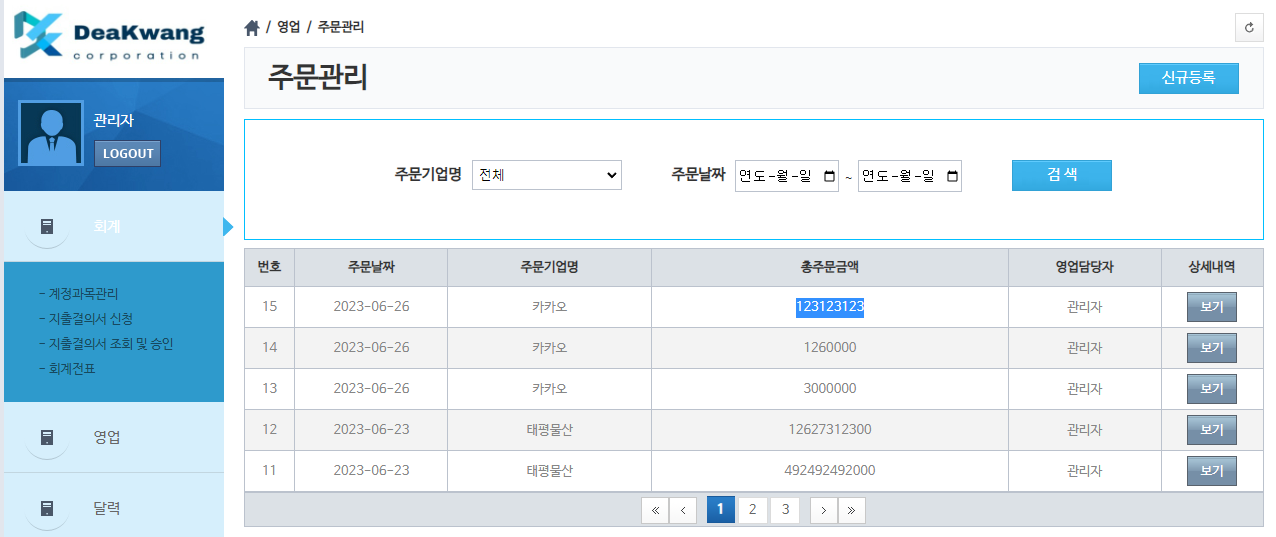 DeaKwang
corporation
관리자
LOGOUT
회계
- 계정과목관리
- 지출결의서 신청
- 지출결의서 조회 및 승인
- 회계전표
영업
달력
/ 영업 / 주문관리
주문관리
신규등록
주문기업명 전체 주문날짜 연도-월-일 ~ 연도-월-일 검 색
번호 주문날짜 주문기업명 총주문금액 영업담당자 상세내역
15 2023-06-26 카카오 123123123 관리자 보기
14 2023-06-26 카카오 1260000 관리자 보기
13 2023-06-26 카카오 3000000 관리자 보기
12 2023-06-23 태평물산 12627312300 관리자 보기
11 2023-06-23 태평물산 492492492000 관리자 보기
« ‹ 1 2 3 › »